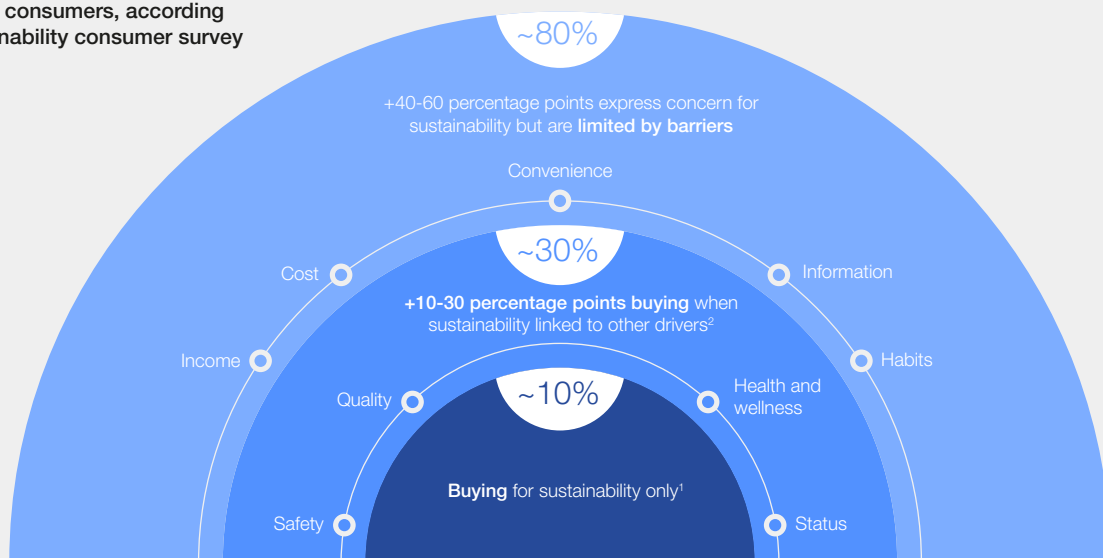 consumers, according
nability consumer survey
~80%
+40-60 percentage points express concern for
sustainability but are limited by barriers
Convenience
Cost
Information
Income
Habits
~30%
+10-30 percentage points buying when
sustainability linked to other drivers²
Quality
Health and
wellness
Safety
Status
~10%
Buying for sustainability only¹